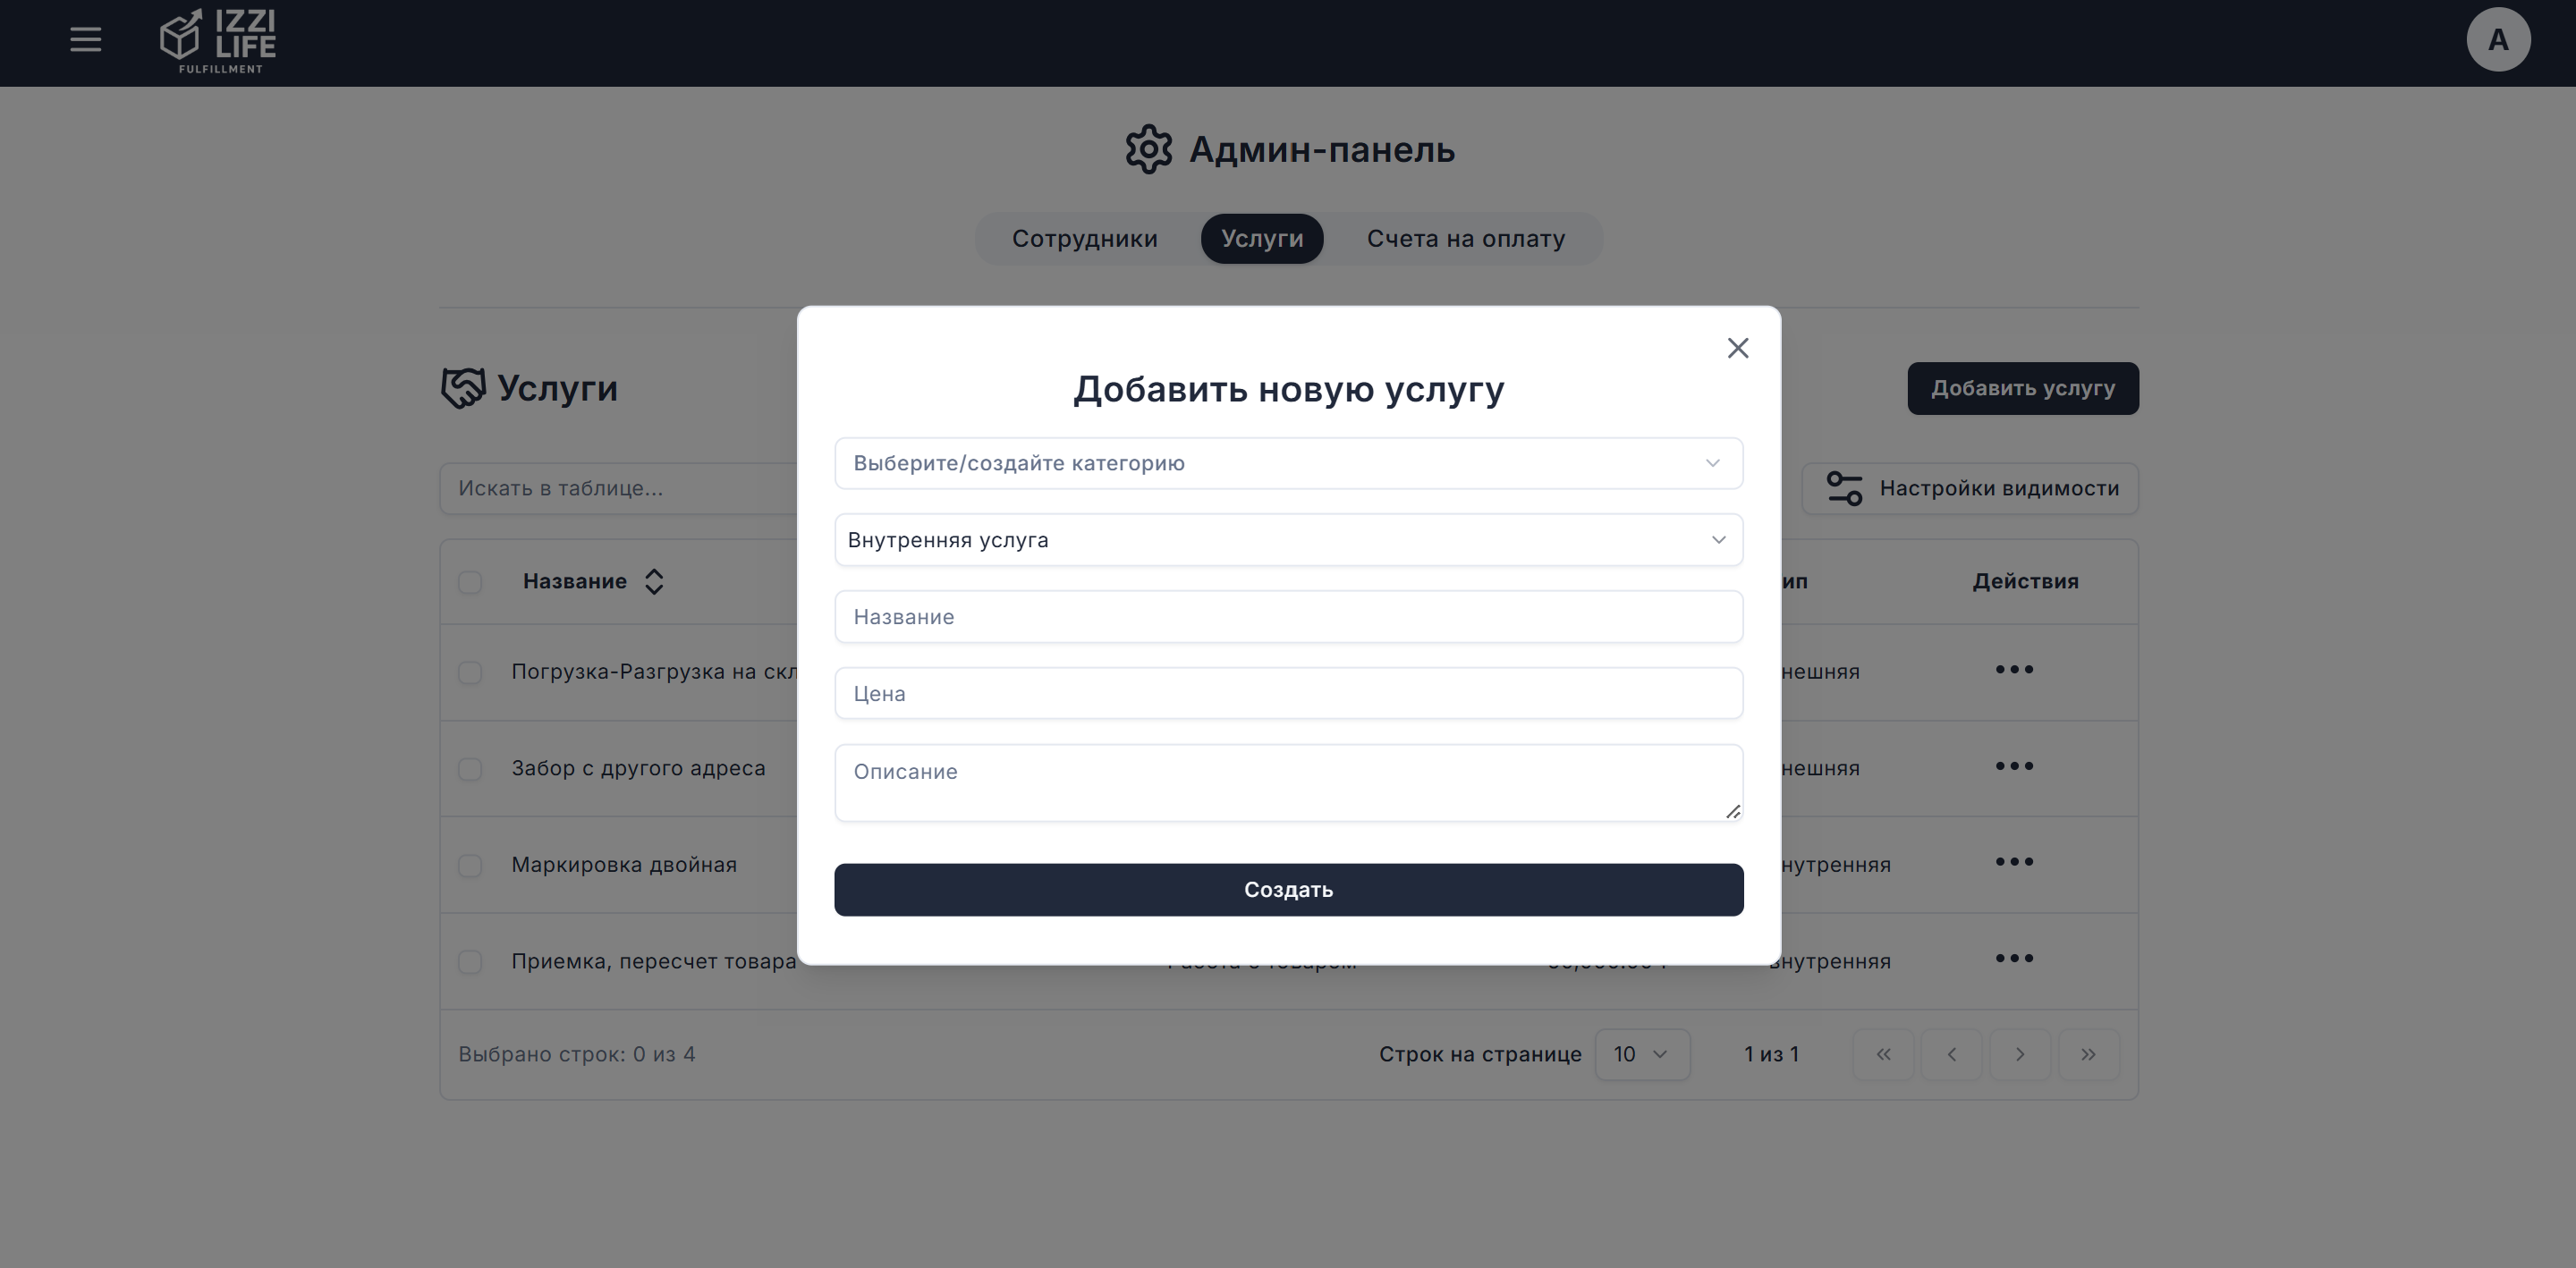 IZZI
LIFE
FULFILLMENT
A
Админ-панель
Сотрудники Услуги Счета на оплату
Услуги
Добавить услугу
Добавить новую услугу
Выберите/создайте категорию
Искать в таблице...
Настройки видимости
Внутренняя услуга
Название
ип
Действия
Название
Погрузка-Разгрузка на скл
нешняя
Цена
Забор с другого адреса
нешняя
Описание
Маркировка двойная
нутренняя
Создать
Приемка, пересчет товара
Работа с товаром
внутренняя
Выбрано строк: 0 из 4
Строк на странице 10
1 из 1